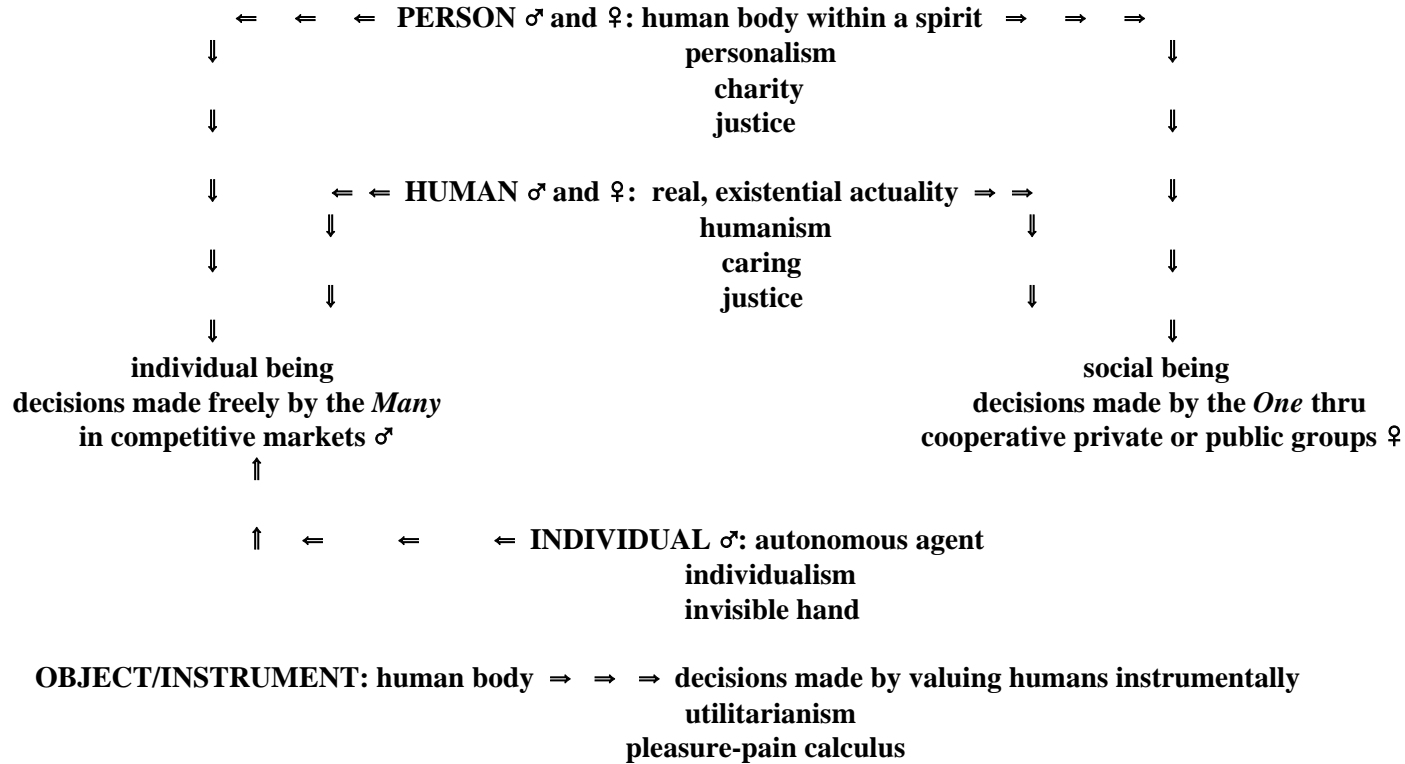 ⇐ ⇐ ⇐ PERSON ♂ and ♀: human body within a spirit ⇒ ⇒ ⇒
⇓ personalism ⇓
charity
⇓ justice ⇓
⇓ ⇐ ⇐ HUMAN ♂ and ♀: real, existential actuality ⇒ ⇒ ⇓
⇓ humanism ⇓
⇓ caring ⇓
⇓ justice ⇓
⇓ ⇓
individual being social being
decisions made freely by the Many decisions made by the One thru
in competitive markets ♂ cooperative private or public groups ♀
⇑
⇑ ⇐ ⇐ ⇐ INDIVIDUAL ♂: autonomous agent
individualism
invisible hand
OBJECT/INSTRUMENT: human body ⇒ ⇒ ⇒ decisions made by valuing humans instrumentally
utilitarianism
pleasure-pain calculus